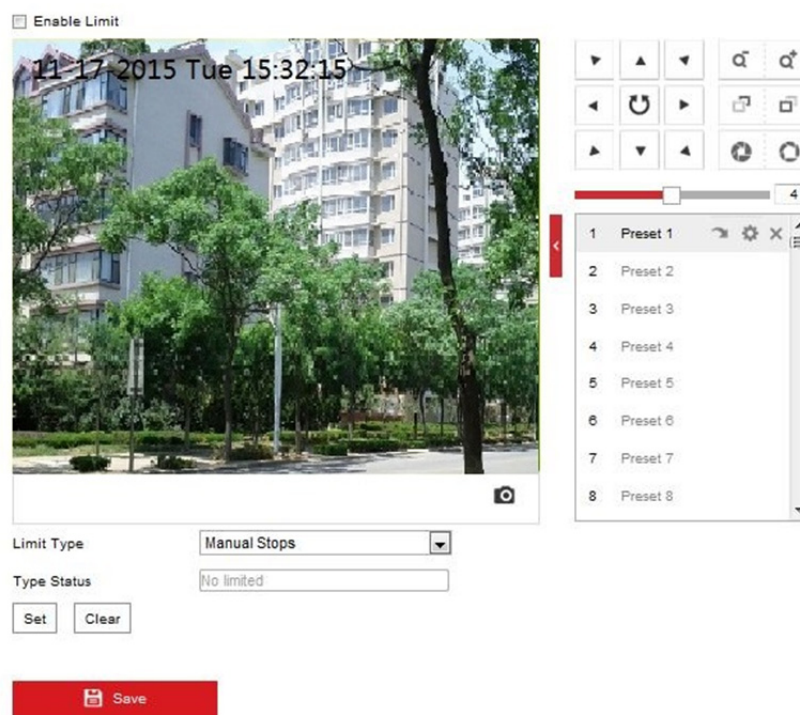 Enable Limit
11-17-2015 Tue 15:32:15
4
1 Preset 1
2 Preset 2
3 Preset 3
4 Preset 4
5 Preset 5
6 Preset 6
7 Preset 7
8 Preset 8
Limit Type Manual Stops
Type Status No limited
Set Clear
Save